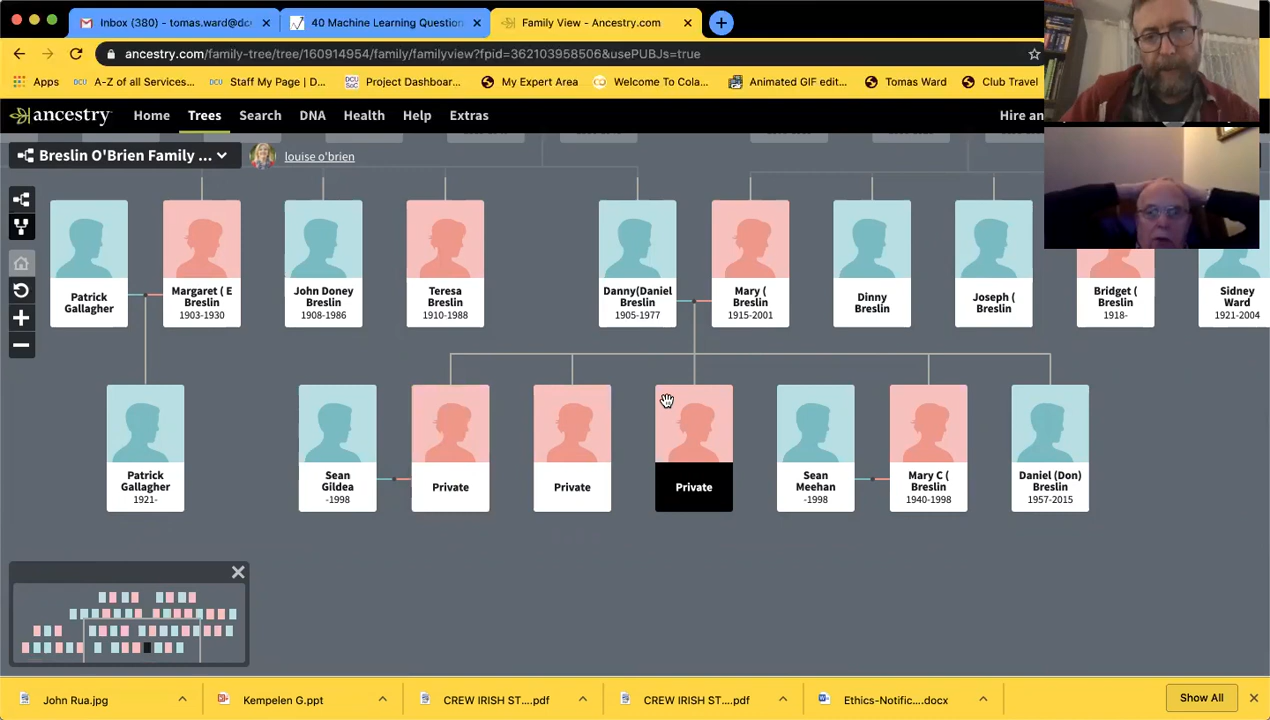 Inbox (380) - tomas.ward@dc
40 Machine Learning Question
Family View - Ancestry.com
ancestry.com/family-tree/tree/160914954/family/familyview?fpid=362103958506&usePUBJs=true
Apps
A-Z of all Services...
Staff My Page | D...
Project Dashboar...
My Expert Area
Welcome To Cola...
Animated GIF edit...
Tomas Ward
Club Travel
ancestry
Home
Trees
Search
DNA
Health
Help
Extras
Hire an
Breslin O'Brien Family ...
louise o'brien
Patrick
Gallagher
Margaret ( E
Breslin
1903-1930
John Doney
Breslin
1908-1986
Teresa
Breslin
1910-1988
Danny(Daniel
Breslin
1905-1977
Mary (
Breslin
1915-2001
Dinny
Breslin
Joseph (
Breslin
Bridget (
Breslin
1918-
Sidney
Ward
1921-2004
Patrick
Gallagher
1921-
Sean
Gildea
-1998
Private
Private
Private
Sean
Meehan
-1998
Mary C (
Breslin
1940-1998
Daniel (Don)
Breslin
1957-2015
John Rua.jpg
Kempelen G.ppt
CREW IRISH ST....pdf
CREW IRISH ST....pdf
Ethics-Notific....docx
Show All